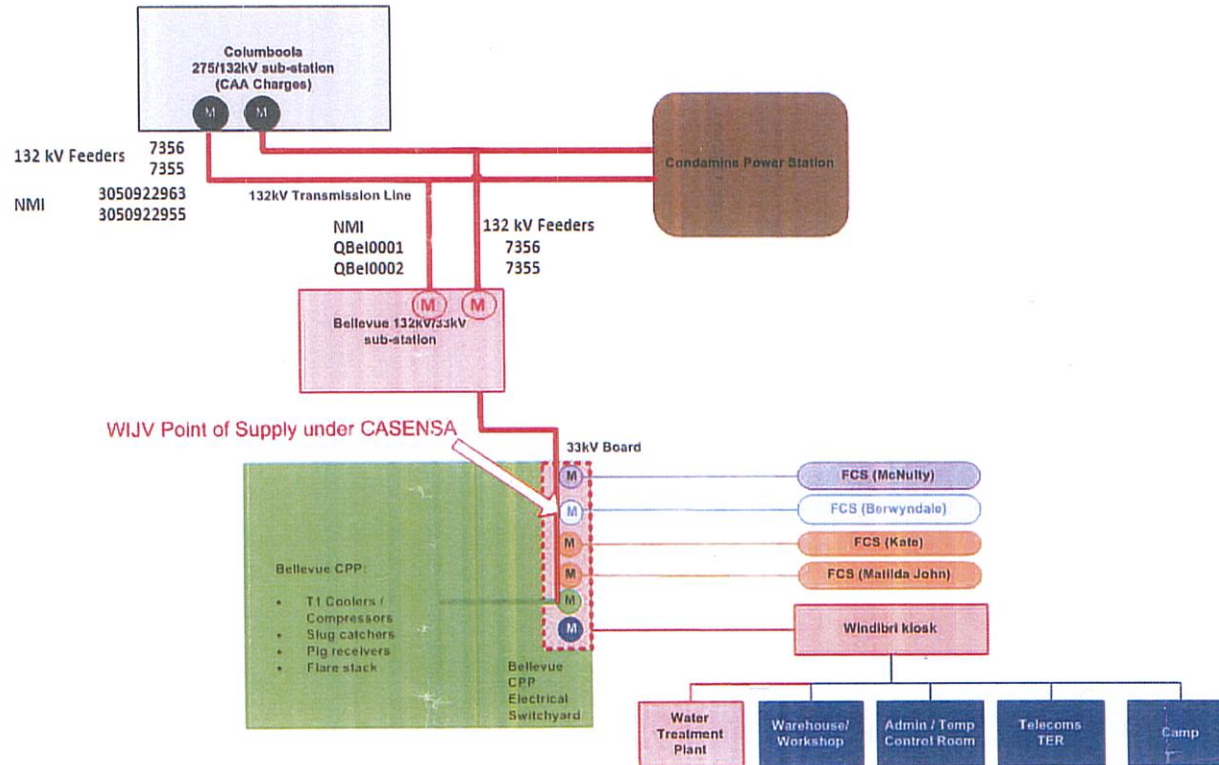 Columboola
275/132kV sub-station
(CAA Charges)
M
M
132 kV Feeders 7356
7355
NMI 3050922963
3050922955
132kV Transmission Line
Condamine Power Station
NMI
QBel0001
QBel0002
132 kV Feeders
7356
7355
M
M
Bellevue 132kV/33kV
sub-station
WIJV Point of Supply under CASENSA
33kV Board
M
FCS (McNulty)
M
FCS (Berwyndale)
M
FCS (Kate)
M
FCS (Matilda John)
M
M
Windibri kiosk
Bellevue CPP:
• T1 Coolers /
Compressors
• Slug catchers
• Pig receivers
• Flare stack
Bellevue
CPP
Electrical
Switchyard
Water
Treatment
Plant
Warehouse/
Workshop
Admin / Temp
Control Room
Telecoms
TER
Camp